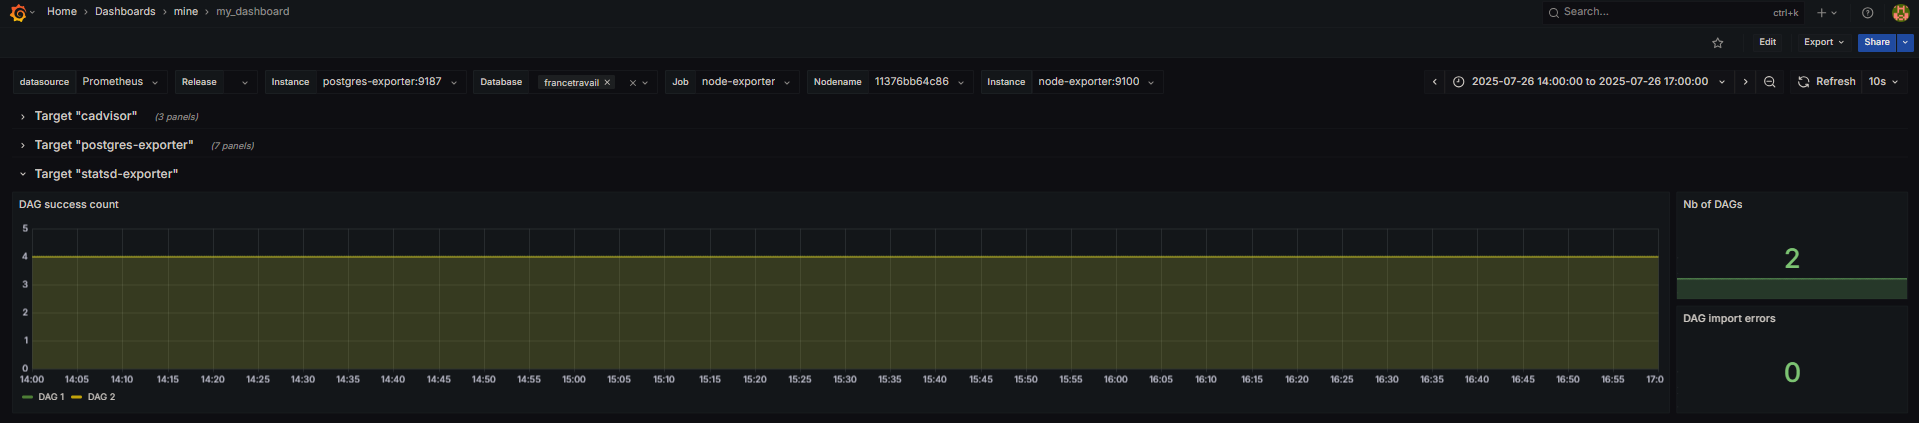 Home › Dashboards › mine › my_dashboard
Search... ctrl+k
Edit Export Share
datasource Prometheus Release Instance postgres-exporter:9187 Database francetravail Job node-exporter Nodename 11376bb64c86 Instance node-exporter:9100 2025-07-26 14:00:00 to 2025-07-26 17:00:00 Refresh 10s
Target "cadvisor" (3 panels)
Target "postgres-exporter" (7 panels)
Target "statsd-exporter"
DAG success count
5
4
3
2
1
0
14:00 14:05 14:10 14:15 14:20 14:25 14:30 14:35 14:40 14:45 14:50 14:55 15:00 15:05 15:10 15:15 15:20 15:25 15:30 15:35 15:40 15:45 15:50 15:55 16:00 16:05 16:10 16:15 16:20 16:25 16:30 16:35 16:40 16:45 16:50 16:55 17:0
DAG 1 DAG 2
Nb of DAGs
2
DAG import errors
0